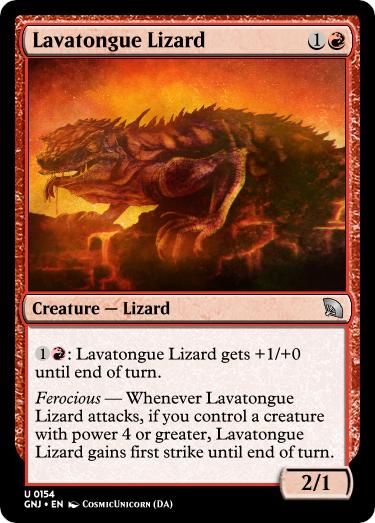 Lavatongue Lizard 1
Creature — Lizard
1: Lavatongue Lizard gets +1/+0
until end of turn.
Ferocious — Whenever Lavatongue
Lizard attacks, if you control a creature
with power 4 or greater, Lavatongue
Lizard gains first strike until end of turn.
2/1
U 0154
GNJ • EN CosmicUnicorn (DA)